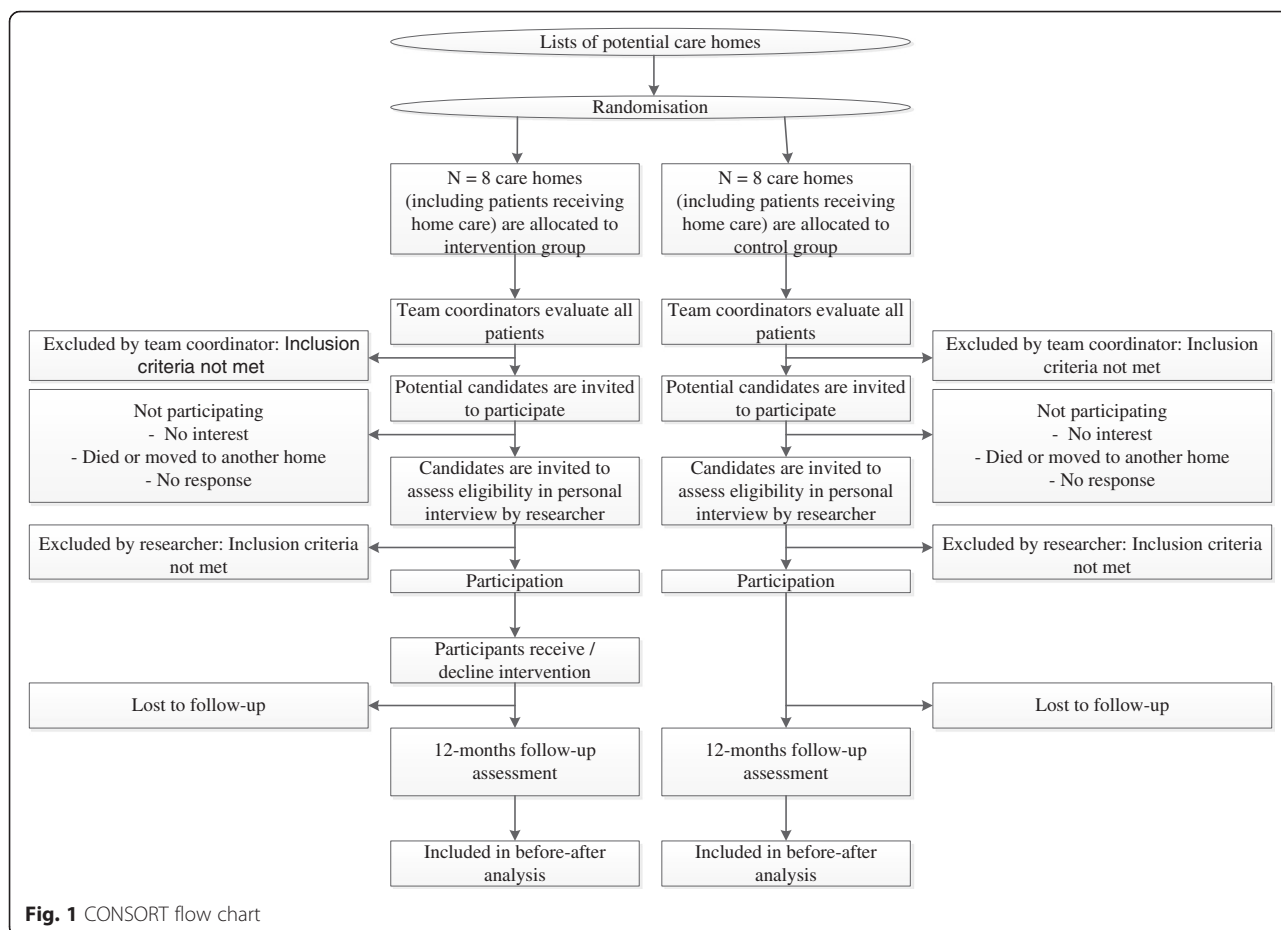 Lists of potential care homes
Randomisation
N = 8 care homes
(including patients receiving
home care) are allocated to
intervention group
N = 8 care homes
(including patients receiving
home care) are allocated to
control group
Team coordinators evaluate all
patients
Team coordinators evaluate all
patients
Excluded by team coordinator: Inclusion
criteria not met
Excluded by team coordinator: Inclusion
criteria not met
Potential candidates are invited
to participate
Potential candidates are invited
to participate
Not participating
- No interest
- Died or moved to another home
- No response
Not participating
- No interest
- Died or moved to another home
- No response
Candidates are invited to
assess eligibility in personal
interview by researcher
Candidates are invited to
assess eligibility in personal
interview by researcher
Excluded by researcher: Inclusion criteria
not met
Excluded by researcher: Inclusion criteria
not met
Participation
Participation
Participants receive /
decline intervention
Lost to follow-up
Lost to follow-up
12-months follow-up
assessment
12-months follow-up
assessment
Included in before-after
analysis
Included in before-after
analysis
Fig. 1 CONSORT flow chart